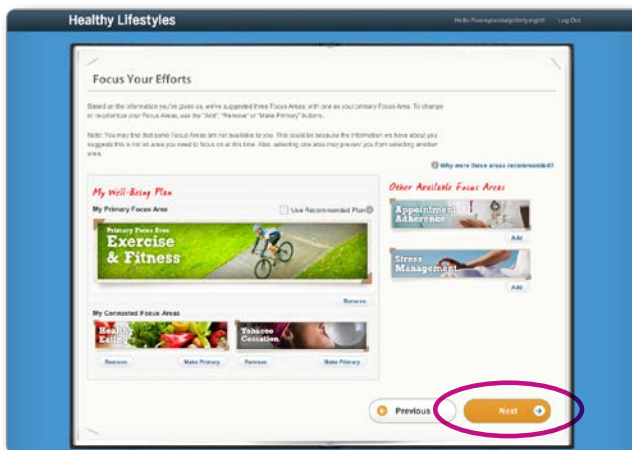 Healthy Lifestyles
Log Out
Focus Your Efforts
Based on the information you've given us, we've suggested three Focus Areas, with one as your primary Focus Area. To change
or re-prioritize your Focus Areas, use the "Add", "Remove" or "Make Primary" buttons.
Note: You may find that some Focus Areas are not available to you. This could be because the information we have about you
suggests this is not an area you need to focus on at this time. Also, selecting one area may prevent you from selecting another
area.
Why were these areas recommended?
My Well-Being Plan
My Primary Focus Area
Use Recommended Plan
Primary Focus Area
Exercise
& Fitness
Remove
My Connected Focus Areas
Healthy
Eating
Tobacco
Cessation
Remove
Make Primary
Remove
Make Primary
Other Available Focus Areas
Appointment
Adherence
Add
Stress
Management
Add
Previous
Next